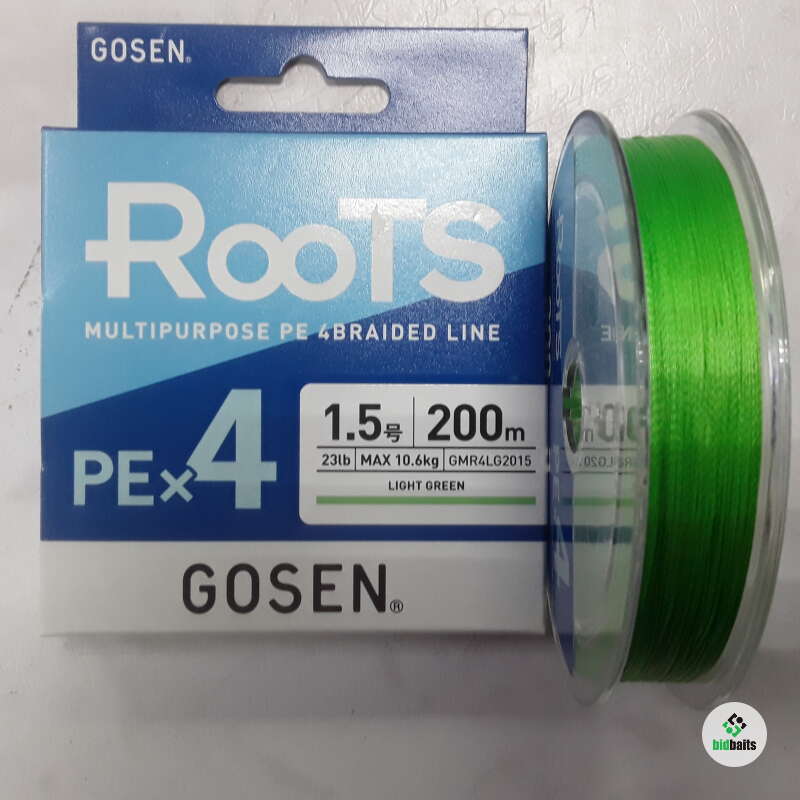 GOSEN®
RooTS
MULTIPURPOSE PE 4BRAIDED LINE
PE×4
1.5号 200m
23lb MAX 10.6kg GMR4LG2015
LIGHT GREEN
GOSEN®
bidbaits